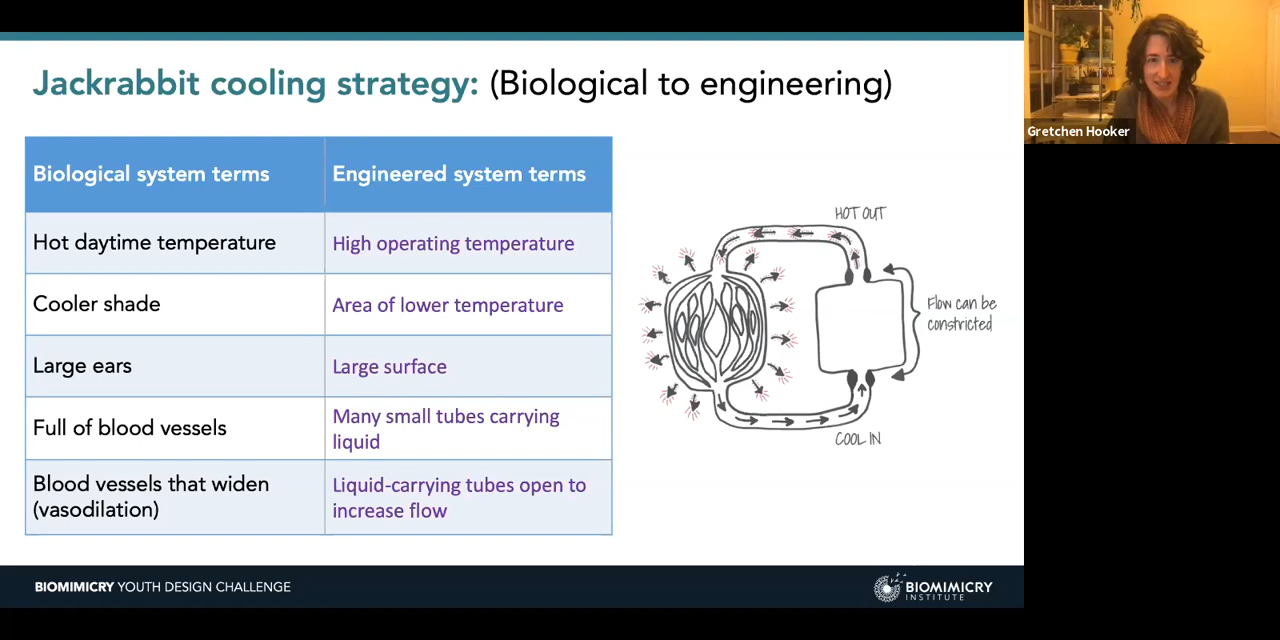 Jackrabbit cooling strategy: (Biological to engineering)
Gretchen Hooker
Biological system terms
Engineered system terms
Hot daytime temperature
High operating temperature
Cooler shade
Area of lower temperature
Large ears
Large surface
Full of blood vessels
Many small tubes carrying
liquid
Blood vessels that widen
(vasodilation)
Liquid-carrying tubes open to
increase flow
HOT OUT
Flow can be
constricted
COOL IN
BIOMIMICRY YOUTH DESIGN CHALLENGE
BIOMIMICRY
INSTITUTE